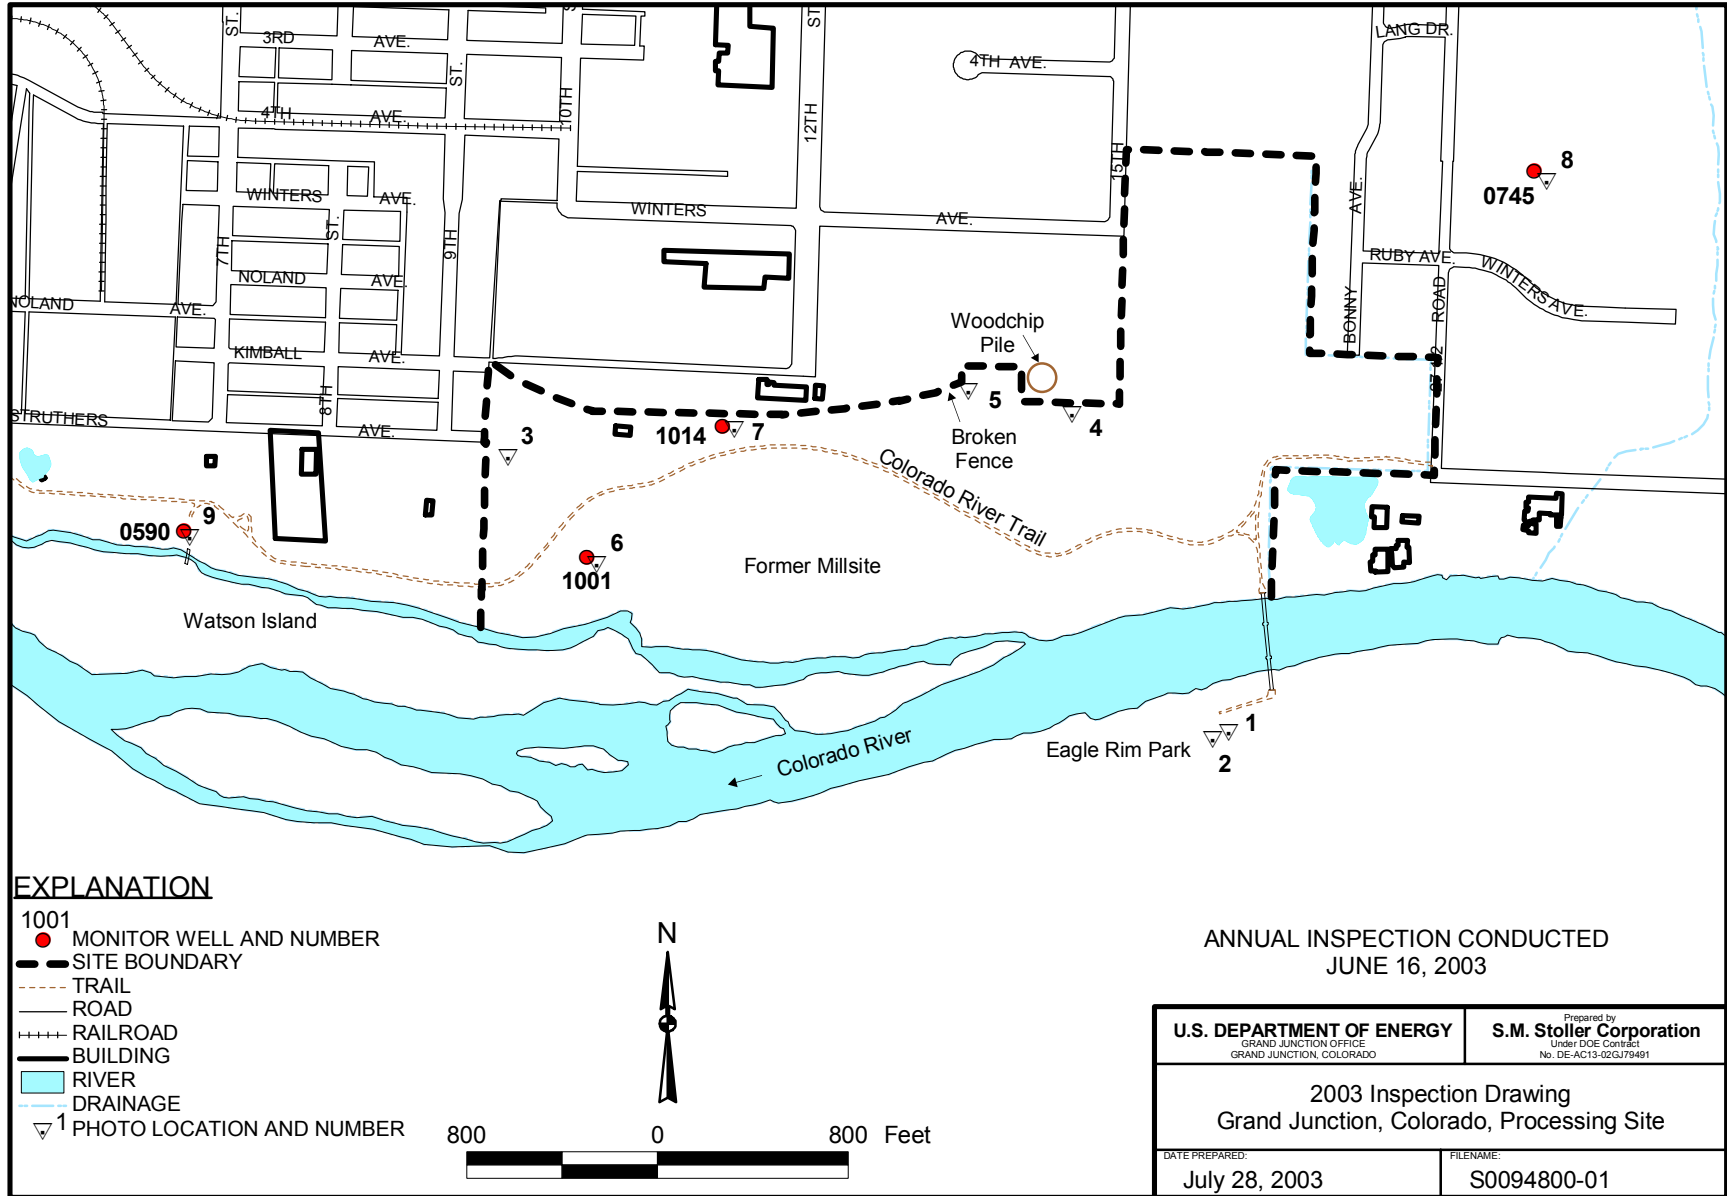 ST.
3RD
AVE.
ST.
12TH
ST
4TH AVE.
LANG DR.
4TH
AVE.
10TH
15TH
8
0745
WINTERS
AVE.
ST.
7TH
9TH
WINTERS
AVE.
BONNY
AVE.
RUBY AVE.
WINTERS AVE.
ROAD
NOLAND
AVE.
NOLAND
AVE.
KIMBALL
AVE.
8TH
STRUTHERS
AVE.
Woodchip
Pile
5
4
Broken
Fence
3
1014
7
Colorado River Trail
0590
9
6
1001
Former Millsite
Watson Island
Colorado River
Eagle Rim Park
1
2
EXPLANATION
1001
MONITOR WELL AND NUMBER
SITE BOUNDARY
TRAIL
ROAD
RAILROAD
BUILDING
RIVER
DRAINAGE
1 PHOTO LOCATION AND NUMBER
N
800 0 800 Feet
ANNUAL INSPECTION CONDUCTED
JUNE 16, 2003
U.S. DEPARTMENT OF ENERGY
GRAND JUNCTION OFFICE
GRAND JUNCTION, COLORADO
Prepared by
S.M. Stoller Corporation
Under DOE Contract
No. DE-AC13-02GJ79491
2003 Inspection Drawing
Grand Junction, Colorado, Processing Site
DATE PREPARED:
July 28, 2003
FILENAME:
S0094800-01